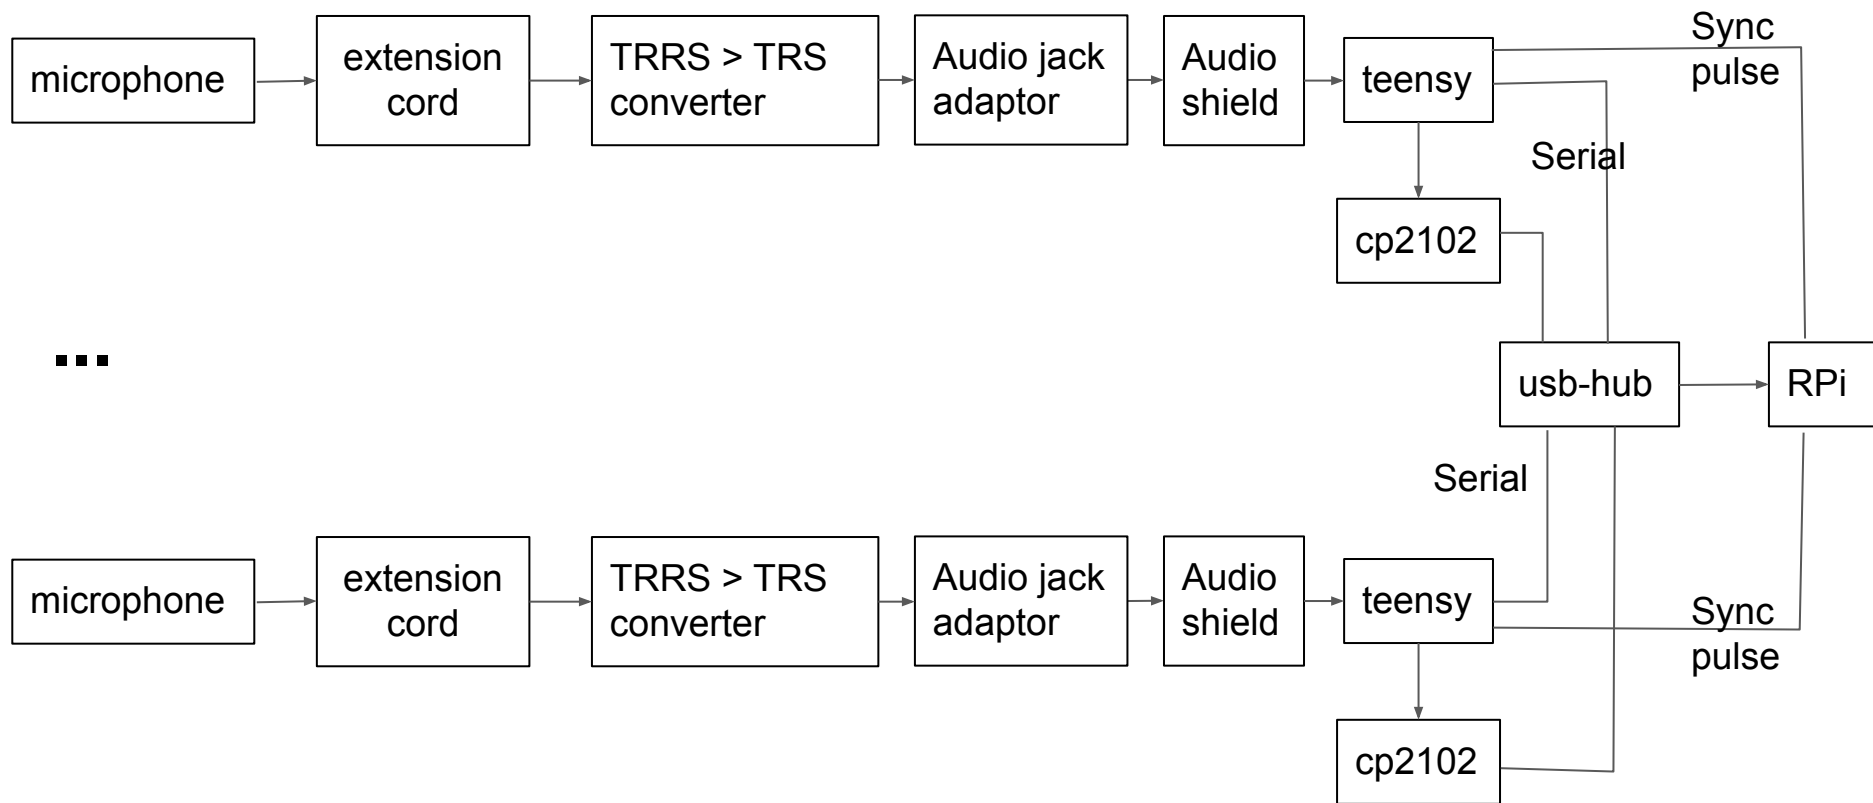 microphone
extension
cord
TRRS > TRS
converter
Audio jack
adaptor
Audio
shield
teensy
Sync
pulse
Serial
cp2102
...
usb-hub
RPi
Serial
microphone
extension
cord
TRRS > TRS
converter
Audio jack
adaptor
Audio
shield
teensy
Sync
pulse
cp2102